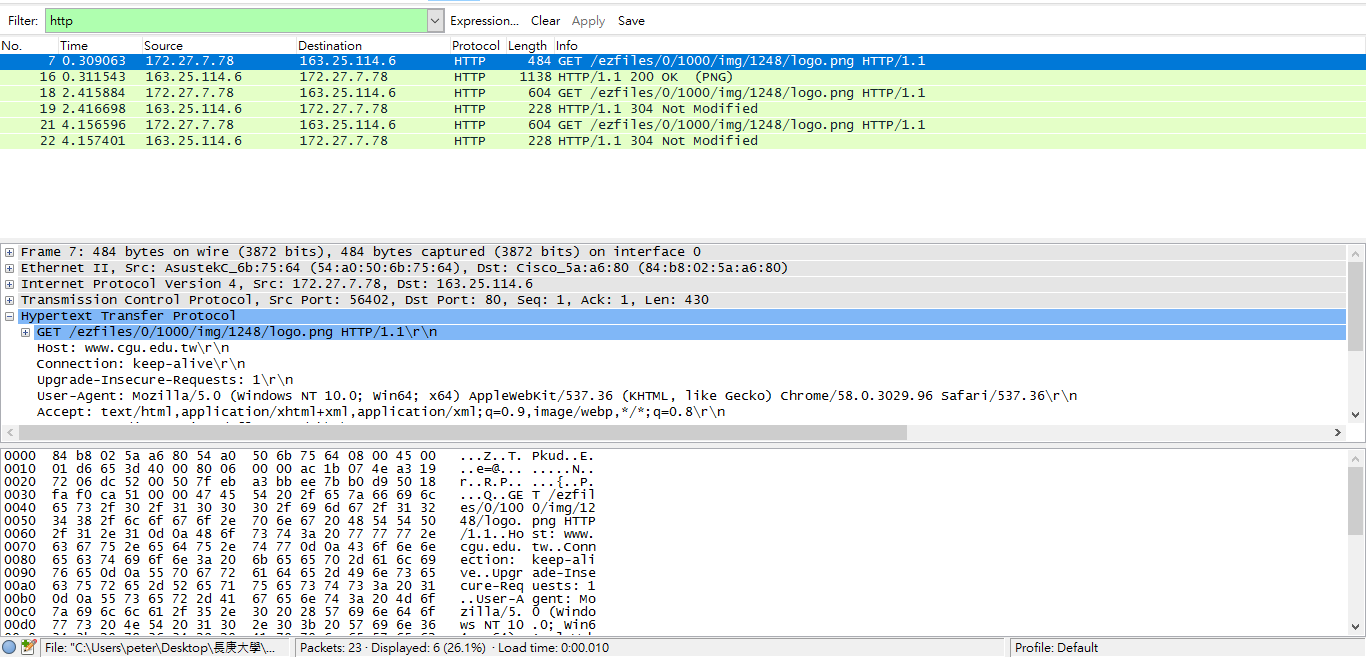 Filter: http Expression... Clear Apply Save
No. Time Source Destination Protocol Length Info
7 0.309063 172.27.7.78 163.25.114.6 HTTP 484 GET /ezfiles/0/1000/img/1248/logo.png HTTP/1.1
16 0.311543 163.25.114.6 172.27.7.78 HTTP 1138 HTTP/1.1 200 OK (PNG)
18 2.415884 172.27.7.78 163.25.114.6 HTTP 604 GET /ezfiles/0/1000/img/1248/logo.png HTTP/1.1
19 2.416698 163.25.114.6 172.27.7.78 HTTP 228 HTTP/1.1 304 Not Modified
21 4.156596 172.27.7.78 163.25.114.6 HTTP 604 GET /ezfiles/0/1000/img/1248/logo.png HTTP/1.1
22 4.157401 163.25.114.6 172.27.7.78 HTTP 228 HTTP/1.1 304 Not Modified
Frame 7: 484 bytes on wire (3872 bits), 484 bytes captured (3872 bits) on interface 0
Ethernet II, Src: AsustekC_6b:75:64 (54:a0:50:6b:75:64), Dst: Cisco_5a:a6:80 (84:b8:02:5a:a6:80)
Internet Protocol Version 4, Src: 172.27.7.78, Dst: 163.25.114.6
Transmission Control Protocol, Src Port: 56402, Dst Port: 80, Seq: 1, Ack: 1, Len: 430
Hypertext Transfer Protocol
GET /ezfiles/0/1000/img/1248/logo.png HTTP/1.1\r\n
Host: www.cgu.edu.tw\r\n
Connection: keep-alive\r\n
Upgrade-Insecure-Requests: 1\r\n
User-Agent: Mozilla/5.0 (Windows NT 10.0; Win64; x64) AppleWebKit/537.36 (KHTML, like Gecko) Chrome/58.0.3029.96 Safari/537.36\r\n
Accept: text/html,application/xhtml+xml,application/xml;q=0.9,image/webp,*/*;q=0.8\r\n
0000 84 b8 02 5a a6 80 54 a0 50 6b 75 64 08 00 45 00 ...Z..T. Pkud..E.
0010 01 d6 65 3d 40 00 80 06 00 00 ac 1b 07 4e a3 19 ..e=@... .....N..
0020 72 06 dc 52 00 50 7f eb a3 bb ee 7b b0 d9 50 18 r..R.P.. ...{..P.
0030 fa f0 ca 51 00 00 47 45 54 20 2f 65 7a 66 69 6c ...Q..GE T /ezfil
0040 65 73 2f 30 2f 31 30 30 30 2f 69 6d 67 2f 31 32 es/0/100 0/img/12
0050 34 38 2f 6c 6f 67 6f 2e 70 6e 67 20 48 54 54 50 48/logo. png HTTP
0060 2f 31 2e 31 0d 0a 48 6f 73 74 3a 20 77 77 77 2e /1.1..Ho st: www.
0070 63 67 75 2e 65 64 75 2e 74 77 0d 0a 43 6f 6e 6e cgu.edu. tw..Conn
0080 65 63 74 69 6f 6e 3a 20 6b 65 65 70 2d 61 6c 69 ection: keep-ali
0090 76 65 0d 0a 55 70 67 72 61 64 65 2d 49 6e 73 65 ve..Upgr ade-Inse
00a0 63 75 72 65 2d 52 65 71 75 65 73 74 73 3a 20 31 cure-Req uests: 1
00b0 0d 0a 55 73 65 72 2d 41 67 65 6e 74 3a 20 4d 6f ..User-A gent: Mo
00c0 7a 69 6c 6c 61 2f 35 2e 30 20 28 57 69 6e 64 6f zilla/5. 0 (Windo
00d0 77 73 20 4e 54 20 31 30 2e 30 3b 20 57 69 6e 36 ws NT 10 .0; Win6
File: "C:\Users\peter\Desktop\長庚大學\... Packets: 23 · Displayed: 6 (26.1%) · Load time: 0:00.010 Profile: Default